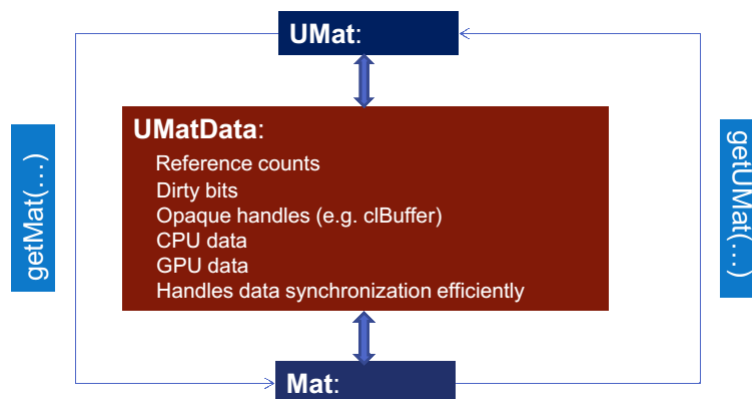 UMat:
UMatData:
Reference counts
Dirty bits
Opaque handles (e.g. clBuffer)
CPU data
GPU data
Handles data synchronization efficiently
getMat(…)
getUMat(…)
Mat: